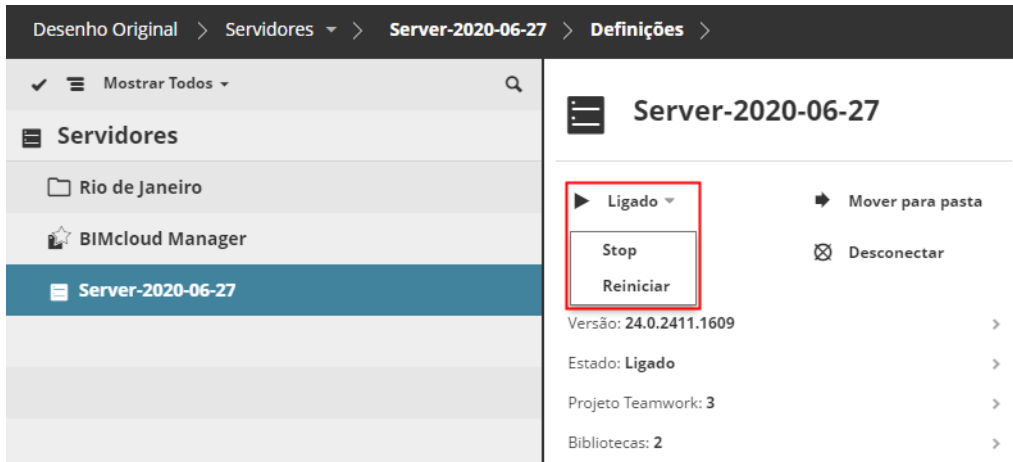 Desenho Original > Servidores > Server-2020-06-27 > Definições >
Mostrar Todos
Servidores
Rio de Janeiro
BIMcloud Manager
Server-2020-06-27
Server-2020-06-27
Ligado
Mover para pasta
Stop
Desconectar
Reiniciar
Versão: 24.0.2411.1609
Estado: Ligado
Projeto Teamwork: 3
Bibliotecas: 2